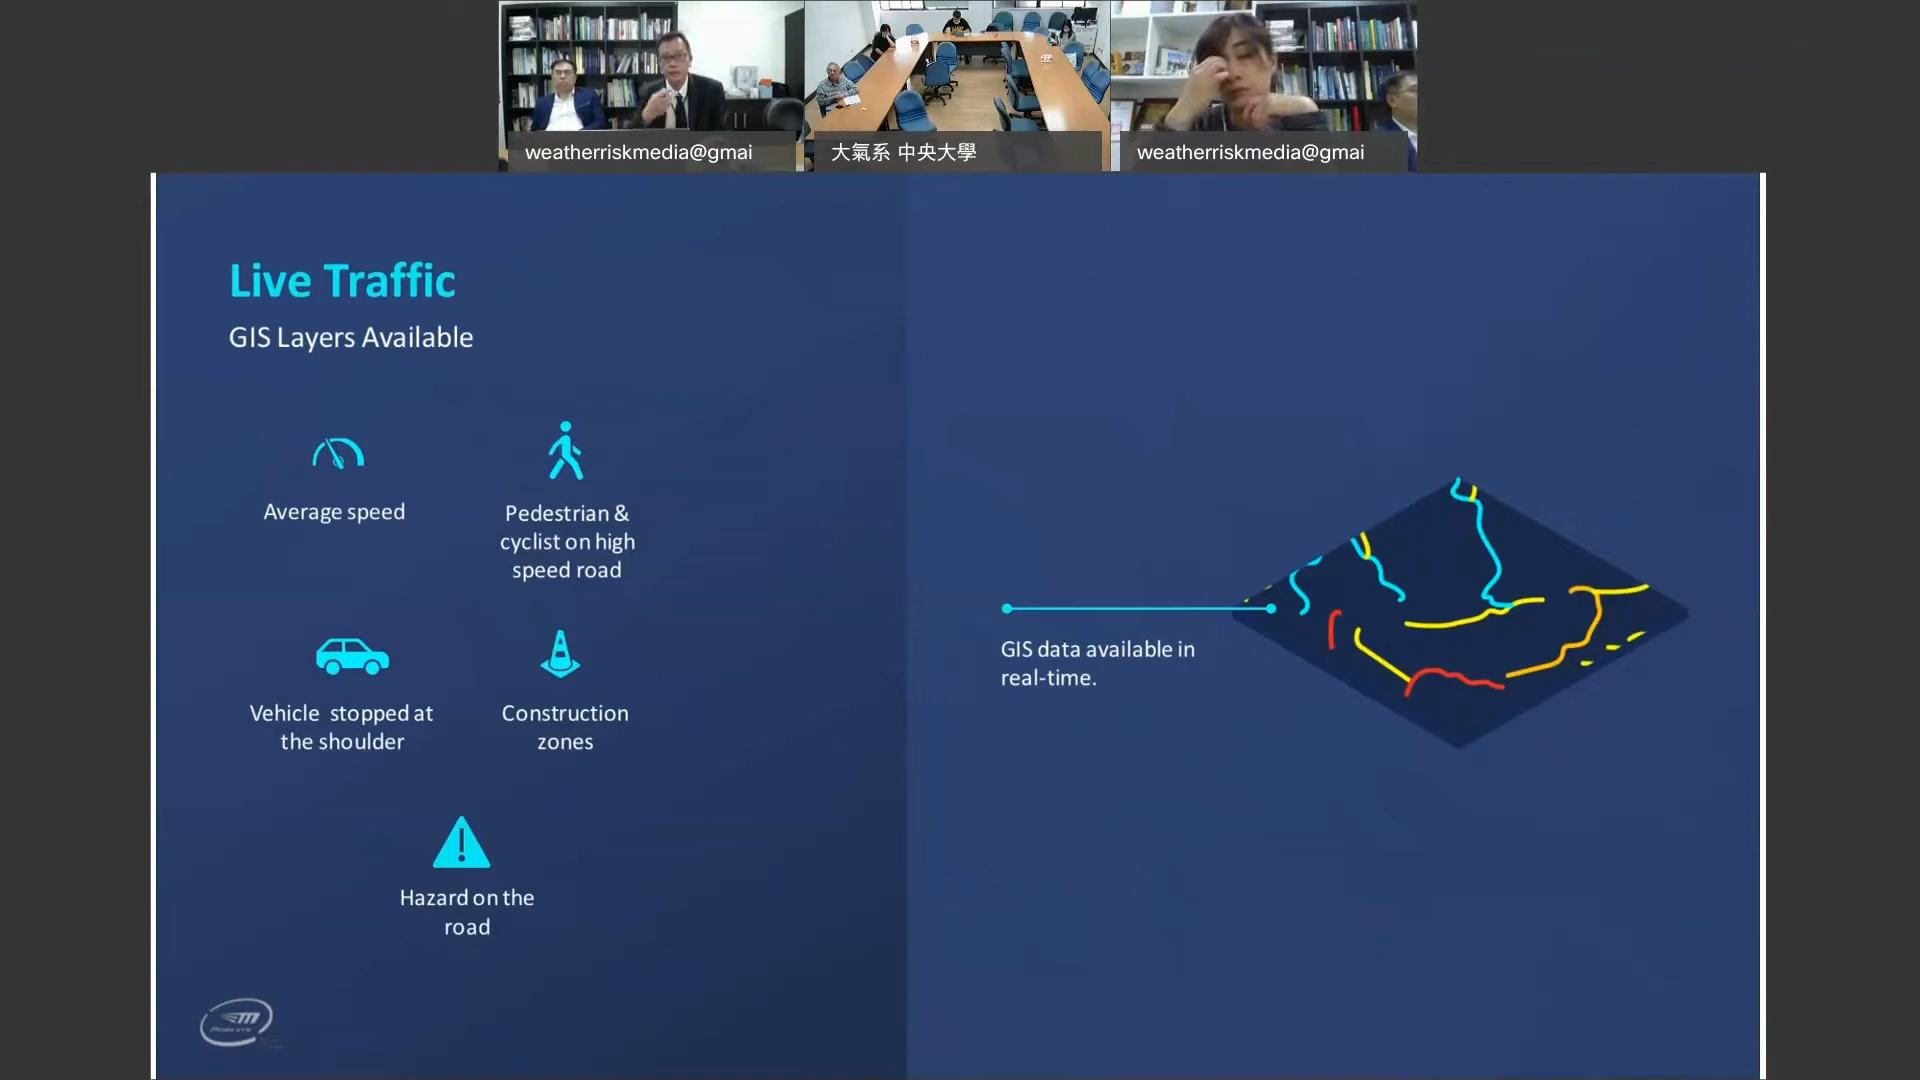 weatherriskmedia@gmai
大氣系 中央大學
weatherriskmedia@gmai
Live Traffic
GIS Layers Available
Average speed
Pedestrian &
cyclist on high
speed road
Vehicle stopped at
the shoulder
Construction
zones
Hazard on the
road
GIS data available in
real-time.